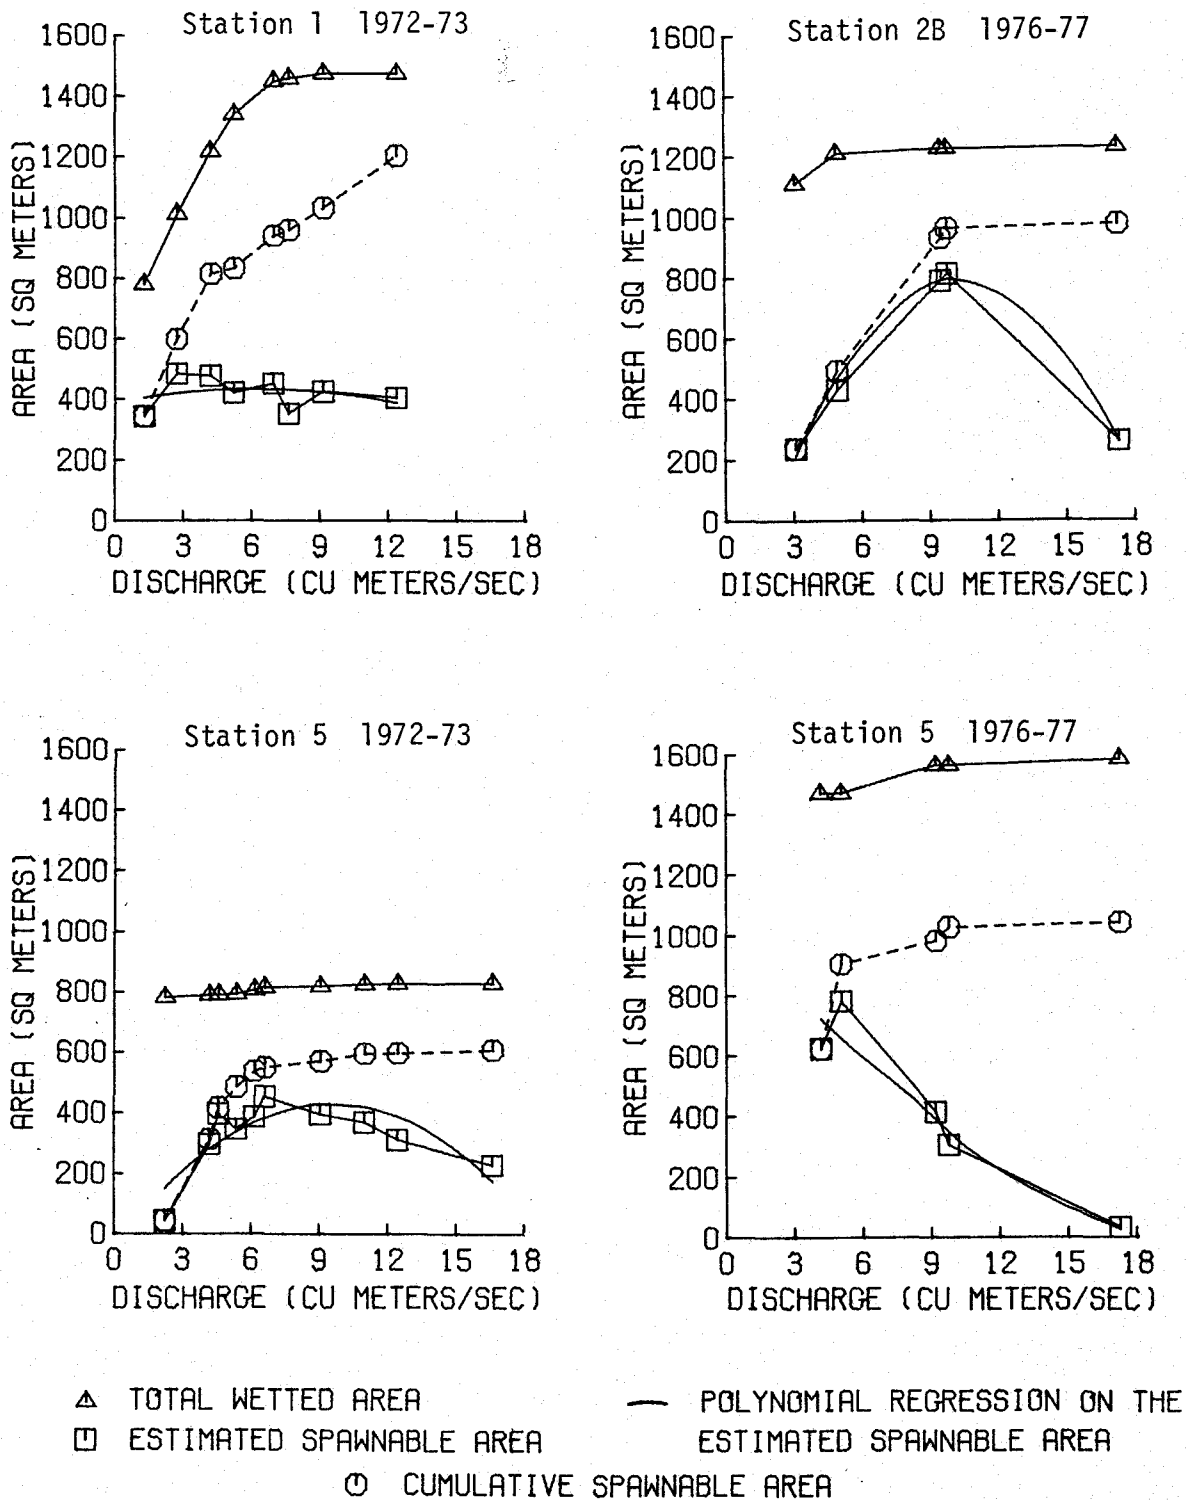 Station 1 1972-73
1600
1400
1200
1000
800
600
400
200
0
AREA (SQ METERS)
0 3 6 9 12 15 18
DISCHARGE (CU METERS/SEC)
Station 2B 1976-77
1600
1400
1200
1000
800
600
400
200
0
AREA (SQ METERS)
0 3 6 9 12 15 18
DISCHARGE (CU METERS/SEC)
Station 5 1972-73
1600
1400
1200
1000
800
600
400
200
0
AREA (SQ METERS)
0 3 6 9 12 15 18
DISCHARGE (CU METERS/SEC)
Station 5 1976-77
1600
1400
1200
1000
800
600
400
200
0
AREA (SQ METERS)
0 3 6 9 12 15 18
DISCHARGE (CU METERS/SEC)
TOTAL WETTED AREA
ESTIMATED SPAWNABLE AREA
POLYNOMIAL REGRESSION ON THE
ESTIMATED SPAWNABLE AREA
CUMULATIVE SPAWNABLE AREA